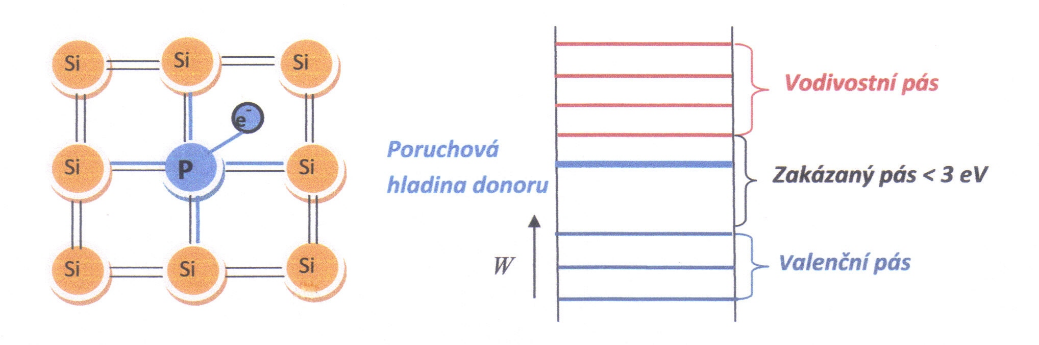 Si Si Si
e-
Si P Si
Si Si Si
Poruchová
hladina donoru
W
Vodivostní pás
Zakázaný pás < 3 eV
Valenční pás